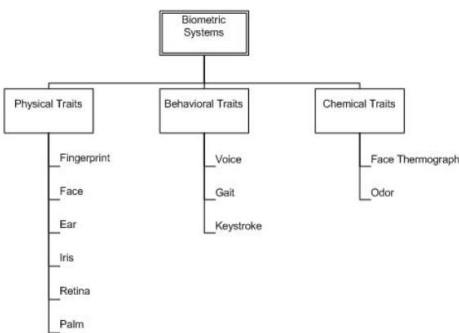 Biometric
Systems
Physical Traits
Behavioral Traits
Chemical Traits
Fingerprint
Face
Ear
Iris
Retina
Palm
Voice
Gait
Keystroke
Face Thermograph
Odor